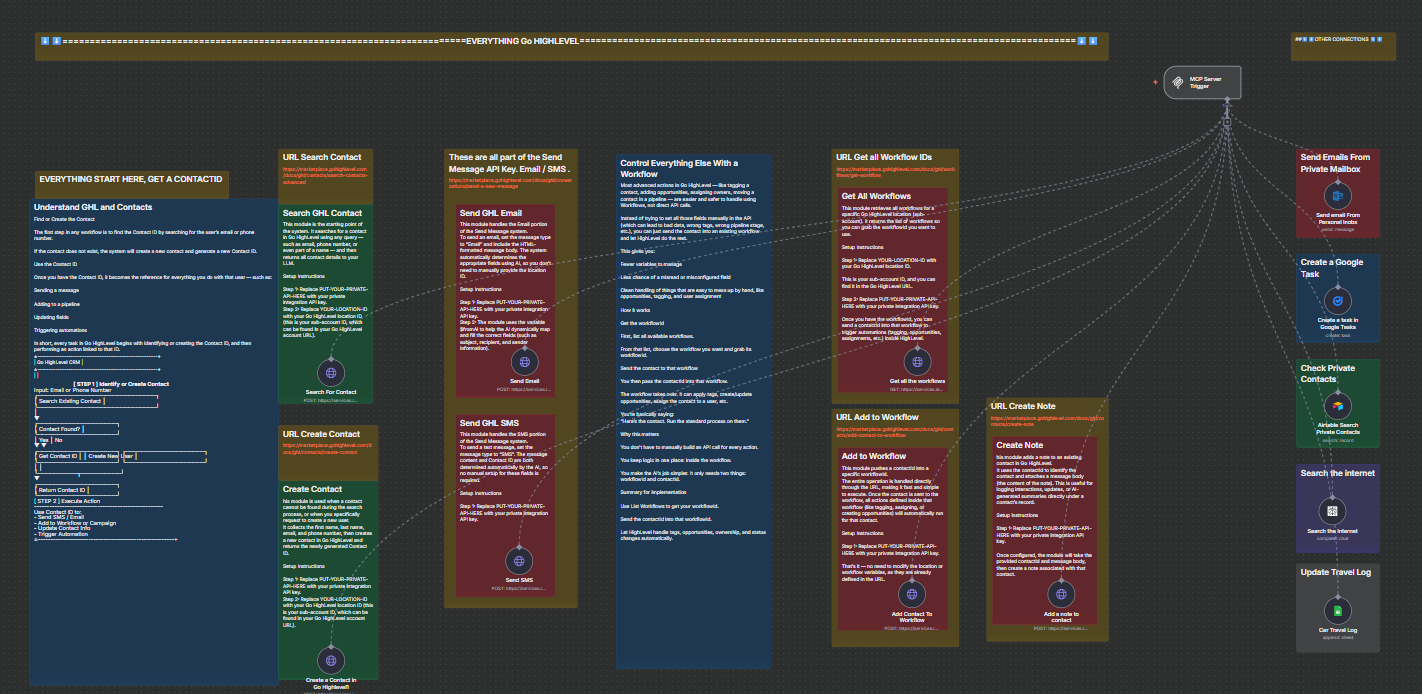 EVERYTHING Go HIGHLEVEL
OTHER CONNECTIONS
MCP Server
Trigger
EVERYTHING START HERE, GET A CONTACTID
Understand GHL and Contacts
Find or Create the Contact
The first step in any workflow is to find the Contact ID by searching for the user's email or phone
number.
If the contact does not exist, the system will create a new contact and generate a new Contact ID.
Use the Contact ID
Once you have the Contact ID, it becomes the reference for everything you do with that user — such as:
Sending a message
Adding to a pipeline
Updating fields
Triggering automations
In short, every task in Go HighLevel begins with identifying or creating the Contact ID, and then
performing an action linked to that ID.
| Go HighLevel CRM |
[ STEP 1 ] Identify or Create Contact
Input: Email or Phone Number
Search Existing Contact
Contact Found?
Yes | No
Get Contact ID | | Create New User
Return Contact ID
[ STEP 2 ] Execute Action
Use Contact ID to:
- Send SMS / Email
- Add to Workflow or Campaign
- Update Contact Info
- Trigger Automation
URL Search Contact
https://marketplace.gohighlevel.com
/docs/ghl/contacts/search-contacts-
advanced
Search GHL Contact
This module is the starting point of
the system. It searches for a contact
in Go HighLevel using any query —
such as email, phone number, or
even part of a name — and then
returns all contact details to your
LLM.
Setup Instructions
Step 1: Replace PUT-YOUR-PRIVATE-
API-HERE with your private
integration API key.
Step 2: Replace YOUR-LOCATION-ID
with your Go HighLevel location ID
(this is your sub-account ID, which
can be found in your Go HighLevel
account URL).
Search For Contact
POST: https://services.l...
URL Create Contact
https://marketplace.gohighlevel.com/d
ocs/ghl/contacts/create-contact
Create Contact
his module is used when a contact
cannot be found during the search
process, or when you specifically
request to create a new user.
It collects the first name, last name,
email, and phone number, then creates
a new contact in Go HighLevel and
returns the newly generated Contact
ID.
Setup Instructions
Step 1: Replace PUT-YOUR-PRIVATE-
API-HERE with your private integration
API key.
Step 2: Replace YOUR-LOCATION-ID
with your Go HighLevel location ID (this
is your sub-account ID, which can be
found in your Go HighLevel account
URL).
Create a Contact in
Go Highlevel1
These are all part of the Send
Message API Key. Email / SMS .
https://marketplace.gohighlevel.com/docs/ghl/conver
sations/send-a-new-message
Send GHL Email
This module handles the Email portion
of the Send Message system.
To send an email, set the message type
to "Email" and include the HTML-
formatted message body. The system
automatically determines the
appropriate fields using AI, so you don't
need to manually provide the location
ID.
Setup Instructions
Step 1: Replace PUT-YOUR-PRIVATE-
API-HERE with your private integration
API key.
Step 2: The module uses the variable
$fromAI to help the AI dynamically map
and fill the correct fields (such as
subject, recipient, and sender
information).
Send Email
POST: https://services.l...
Send GHL SMS
This module handles the SMS portion
of the Send Message system.
To send a text message, set the
message type to "SMS". The message
content and Contact ID are both
determined automatically by the AI, so
no manual setup for these fields is
required.
Setup Instructions
Step 1: Replace PUT-YOUR-PRIVATE-
API-HERE with your private integration
API key.
Send SMS
POST: https://services.l...
Control Everything Else With a
Workflow
Most advanced actions in Go HighLevel — like tagging a
contact, adding opportunities, assigning owners, moving a
contact in a pipeline — are easier and safer to handle using
Workflows, not direct API calls.
Instead of trying to set all those fields manually in the API
(which can lead to bad data, wrong tags, wrong pipeline stage,
etc.), you can just send the contact into an existing workflow
and let HighLevel do the rest.
This gives you:
Fewer variables to manage
Less chance of a misread or misconfigured field
Clean handling of things that are easy to mess up by hand, like
opportunities, tagging, and user assignment
How it works
Get the workflowId
First, list all available workflows.
From that list, choose the workflow you want and grab its
workflowId.
Send the contact to that workflow
You then pass the contactId into that workflow.
The workflow takes over. It can apply tags, create/update
opportunities, assign the contact to a user, etc.
You're basically saying:
"Here's the contact. Run the standard process on them."
Why this matters
You don't have to manually build an API call for every action.
You keep logic in one place: inside the workflow.
You make the AI's job simpler. It only needs two things:
workflowId and contactId.
Summary for implementation
Use List Workflows to get your workflowId.
Send the contactId into that workflowId.
Let HighLevel handle tags, opportunities, ownership, and status
changes automatically.
URL Get all Workflow IDs
https://marketplace.gohighlevel.com/docs/ghl/work
flows/get-workflow
Get All Workflows
This module retrieves all workflows for a
specific Go HighLevel location (sub-
account). It returns the list of workflows so
you can grab the workflowId you want to
use.
Setup Instructions
Step 1: Replace YOUR-LOCATION-ID with
your Go HighLevel location ID.
This is your sub-account ID, and you can
find it in the Go HighLevel URL.
Step 2: Replace PUT-YOUR-PRIVATE-API-
HERE with your private integration API key.
Once you have the workflowId, you can
send a contactId into that workflow to
trigger automations (tagging, opportunities,
assignments, etc.) inside HighLevel.
Get all the workflows
GET: https://services.l...
URL Add to Workflow
https://marketplace.gohighlevel.com/docs/ghl/cont
acts/add-contact-to-workflow
Add to Workflow
This module pushes a contactId into a
specific workflowId.
The entire operation is handled directly
through the URL, making it fast and simple
to execute. Once the contact is sent to the
workflow, all actions defined inside that
workflow (like tagging, assigning, or
creating opportunities) will automatically run
for that contact.
Setup Instructions
Step 1: Replace PUT-YOUR-PRIVATE-API-
HERE with your private integration API key.
That's it — no need to modify the location or
workflow variables, as they are already
defined in the URL.
Add Contact To
Workflow
POST: https://services.l...
URL Create Note
https://marketplace.gohighlevel.com/docs/ghl/con
tacts/create-note
Create Note
his module adds a note to an existing
contact in Go HighLevel.
It uses the contactId to identify the
contact and attaches a message body
(the content of the note). This is useful for
logging interactions, updates, or AI-
generated summaries directly under a
contact's record.
Setup Instructions
Step 1: Replace PUT-YOUR-PRIVATE-API-
HERE with your private integration API
key.
Once configured, the module will take the
provided contactId and message body,
then create a note associated with that
contact.
Add a note to
contact
POST: https://services.l...
Send Emails From
Private Mailbox
Send email From
Personal Inobs
send: message
Create a Google
Task
Create a task in
Google Tasks
create: task
Check Private
Contacts
Airtable Search
Private Contacts
search: record
Search the internet
Search the Internet
complete: chat
Update Travel Log
Car Travel Log
append: sheet